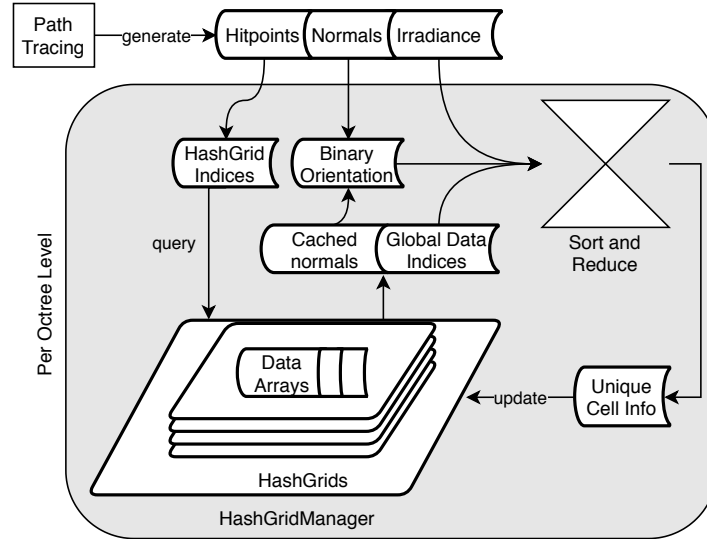 Path
Tracing
generate
Hitpoints
Normals
Irradiance
HashGrid
Indices
Binary
Orientation
query
Cached
normals
Global Data
Indices
Sort and
Reduce
Per Octree Level
Data
Arrays
Unique
Cell Info
update
HashGrids
HashGridManager